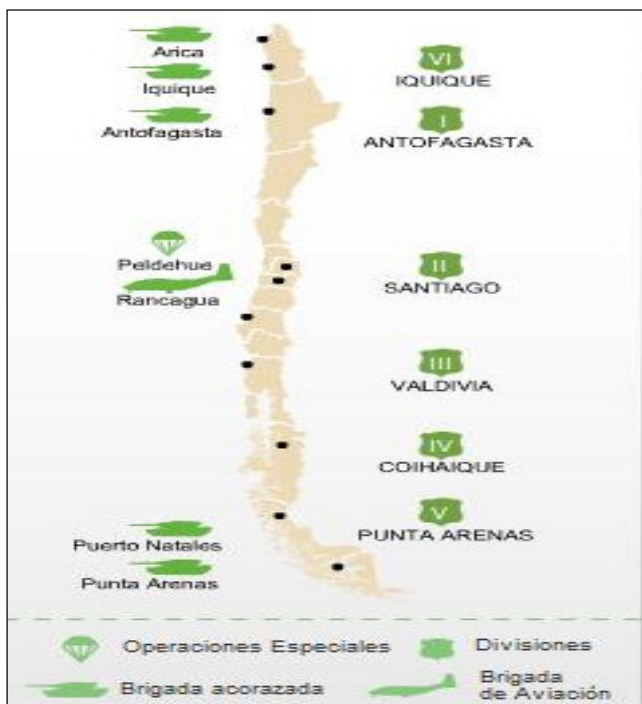 Arica
Iquique
Antofagasta
VI
IQUIQUE
I
ANTOFAGASTA
Peldehue
Rancagua
II
SANTIAGO
III
VALDIVIA
IV
COIHAIQUE
V
PUNTA ARENAS
Puerto Natales
Punta Arenas
Operaciones Especiales
Divisiones
Brigada acorazada
Brigada
de Aviación